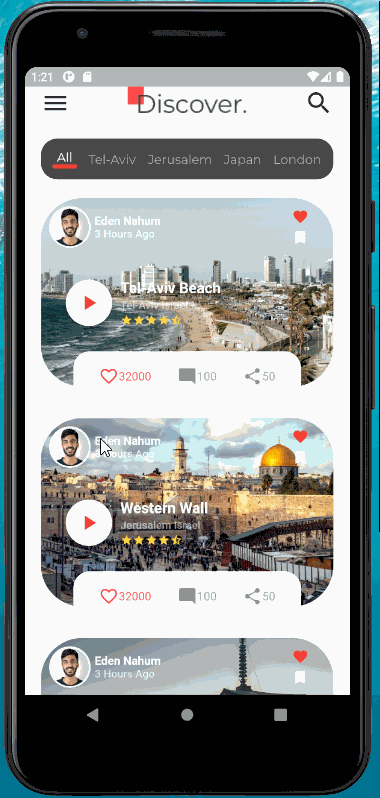 1:21
Discover.
All Tel-Aviv Jerusalem Japan London
Eden Nahum
3 Hours Ago
Tel-Aviv Beach
Tel-Aviv Israel
32000 100 50
Eden Nahum
3 Hours Ago
Western Wall
Jerusalem Israel
32000 100 50
Eden Nahum
3 Hours Ago